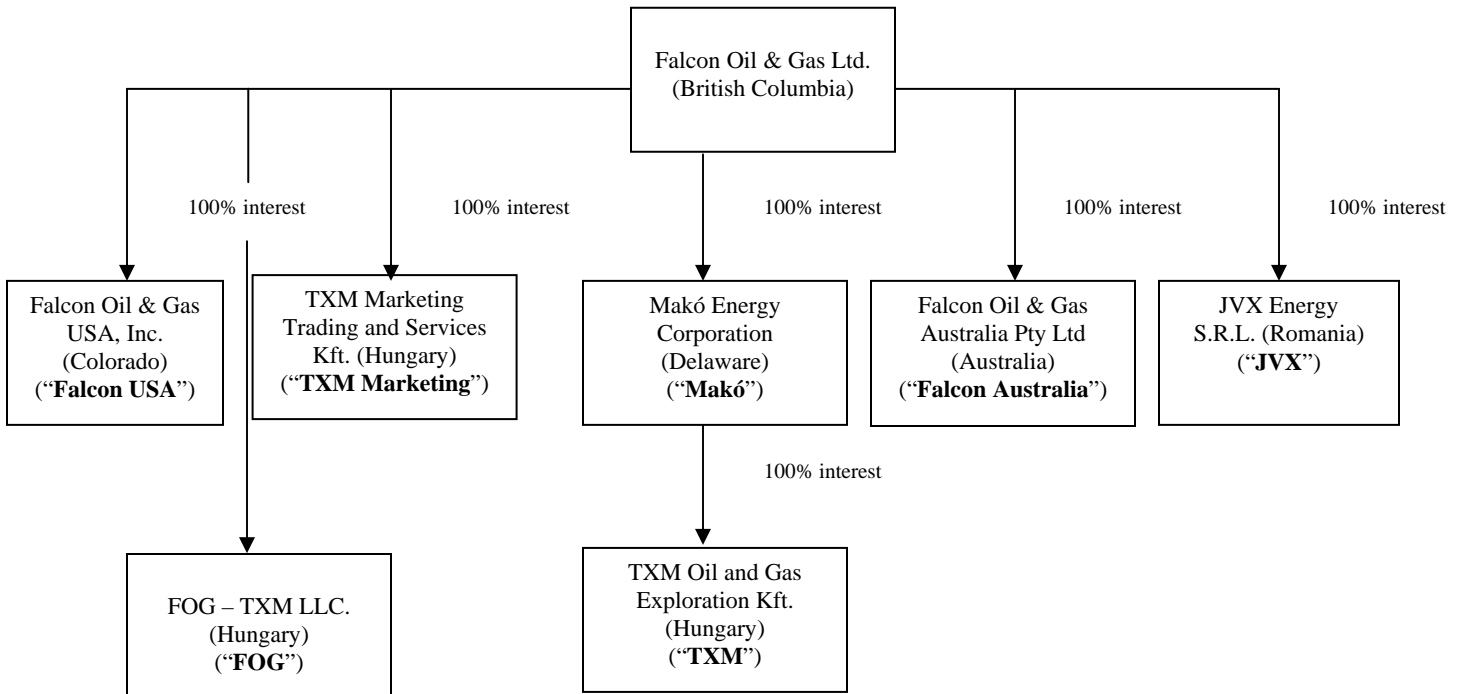 Falcon Oil & Gas Ltd.
(British Columbia)
100% interest
100% interest
100% interest
100% interest
100% interest
Falcon Oil & Gas
USA, Inc.
(Colorado)
(“Falcon USA”)
TXM Marketing
Trading and Services
Kft. (Hungary)
(“TXM Marketing”)
Makó Energy
Corporation
(Delaware)
(“Makó”)
Falcon Oil & Gas
Australia Pty Ltd
(Australia)
(“Falcon Australia”)
JVX Energy
S.R.L. (Romania)
(“JVX”)
100% interest
FOG – TXM LLC.
(Hungary)
(“FOG”)
TXM Oil and Gas
Exploration Kft.
(Hungary)
(“TXM”)